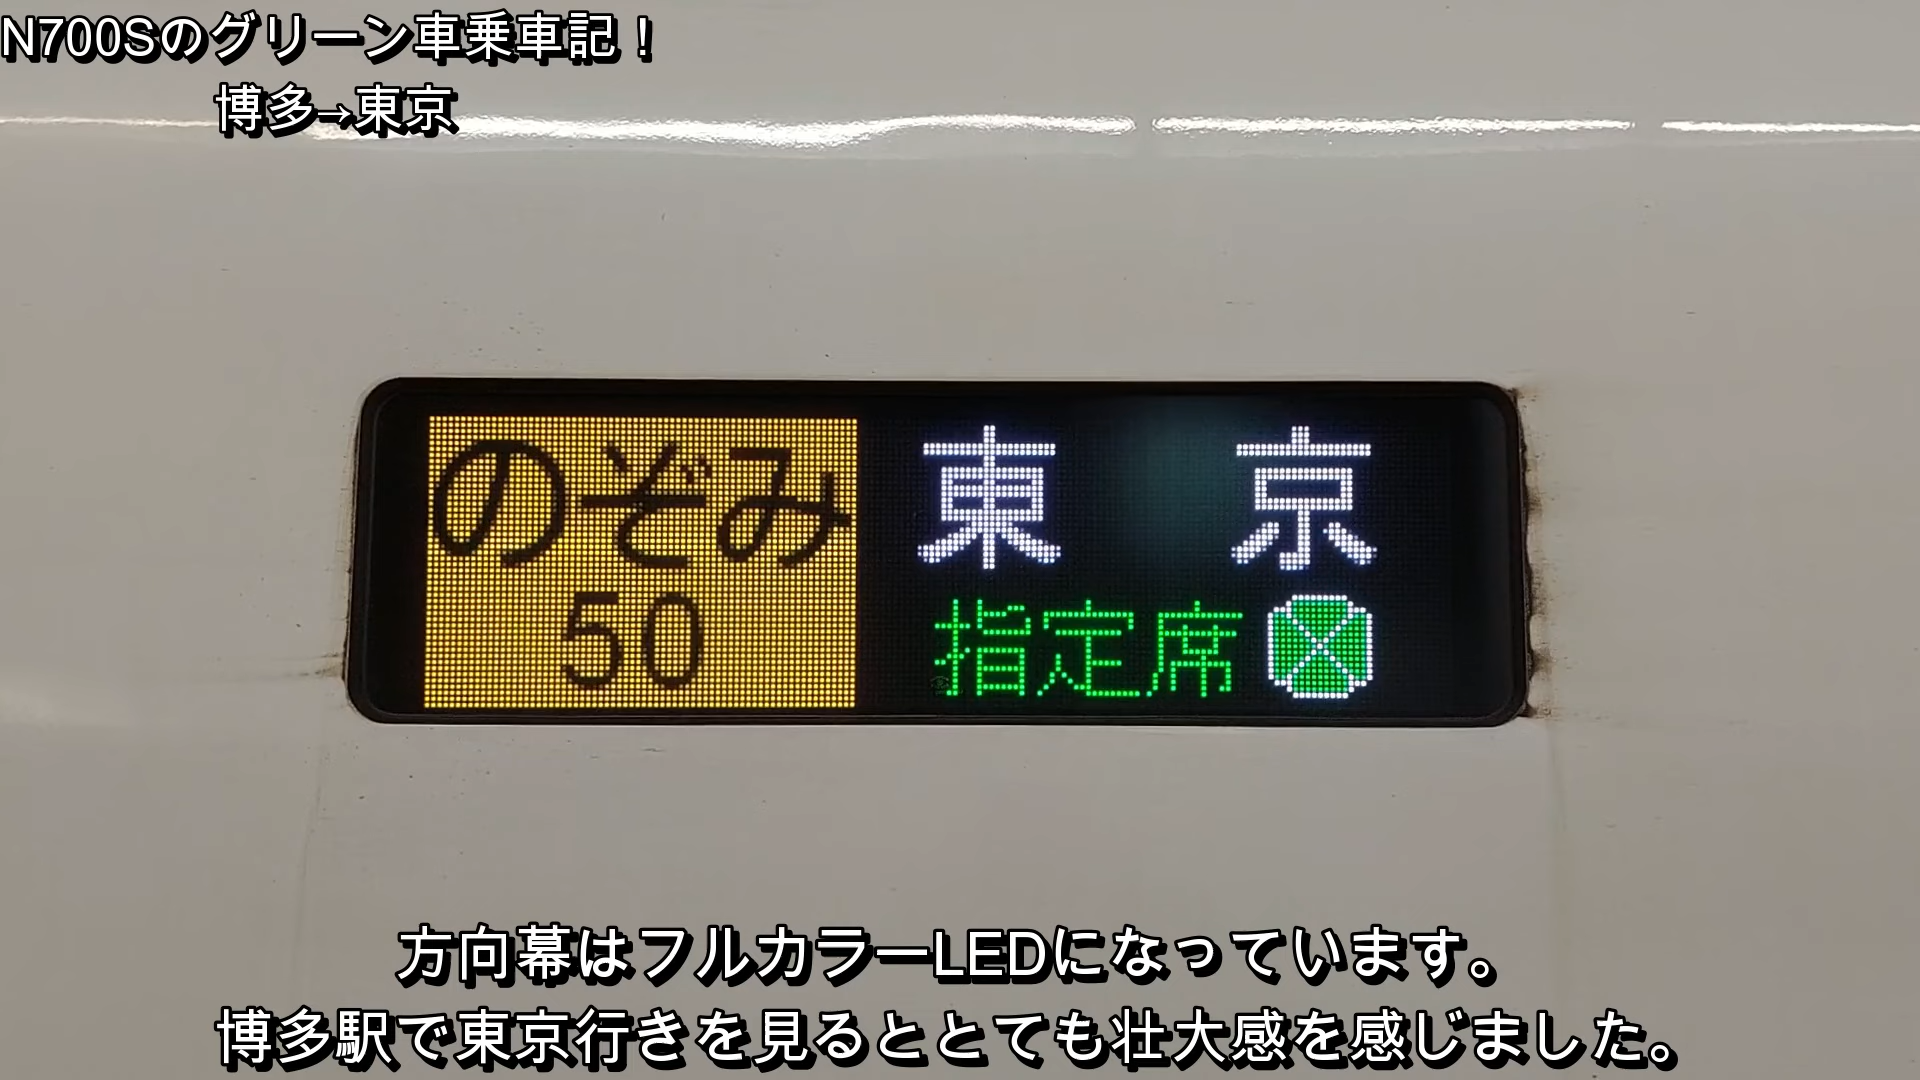 N700Sのグリーン車乗車記！
博多→東京
のぞみ
50
東京
指定席
方向幕はフルカラーLEDになっています。
博多駅で東京行きを見るととても壮大感を感じました。